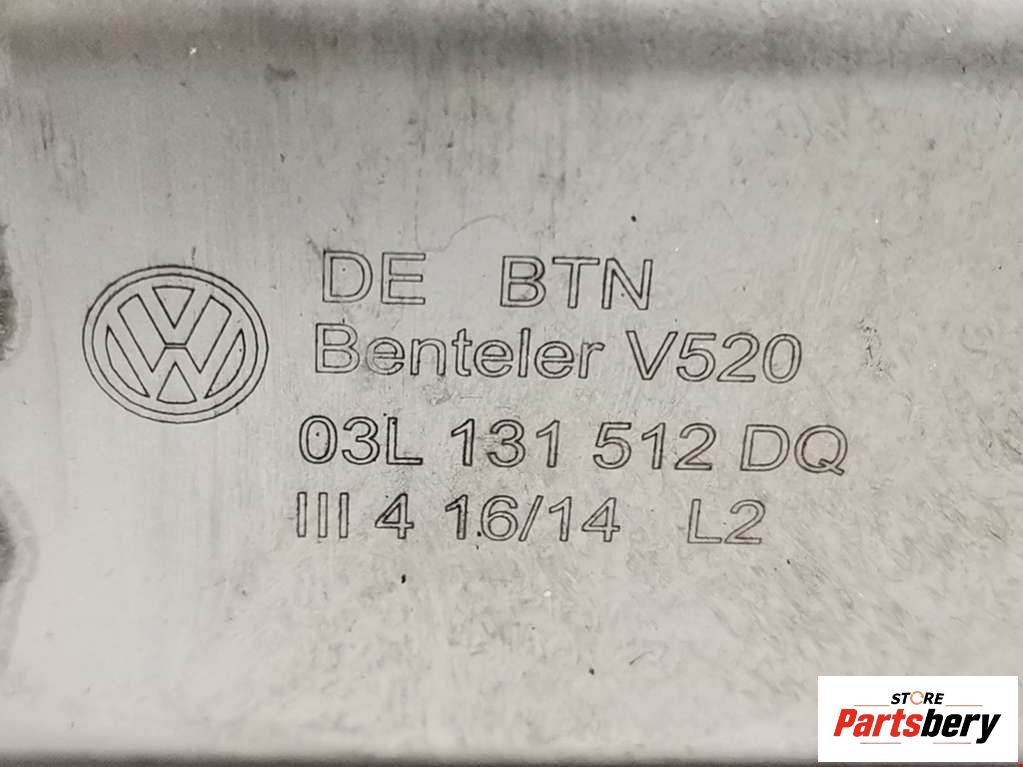 DE BTN
Benteler V520
03L 131 512 DQ
III 4 16/14 L2
STORE
Partsbery